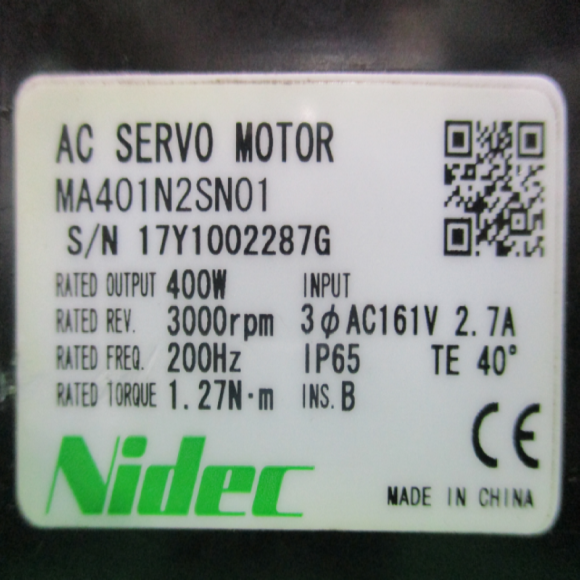 AC SERVO MOTOR
MA401N2SN01
S/N 17Y1002287G
RATED OUTPUT 400W INPUT
RATED REV. 3000rpm 3φAC161V 2.7A
RATED FREQ. 200Hz IP65 TE 40°
RATED TORQUE 1.27N·m INS. B
CE
Nidec
MADE IN CHINA